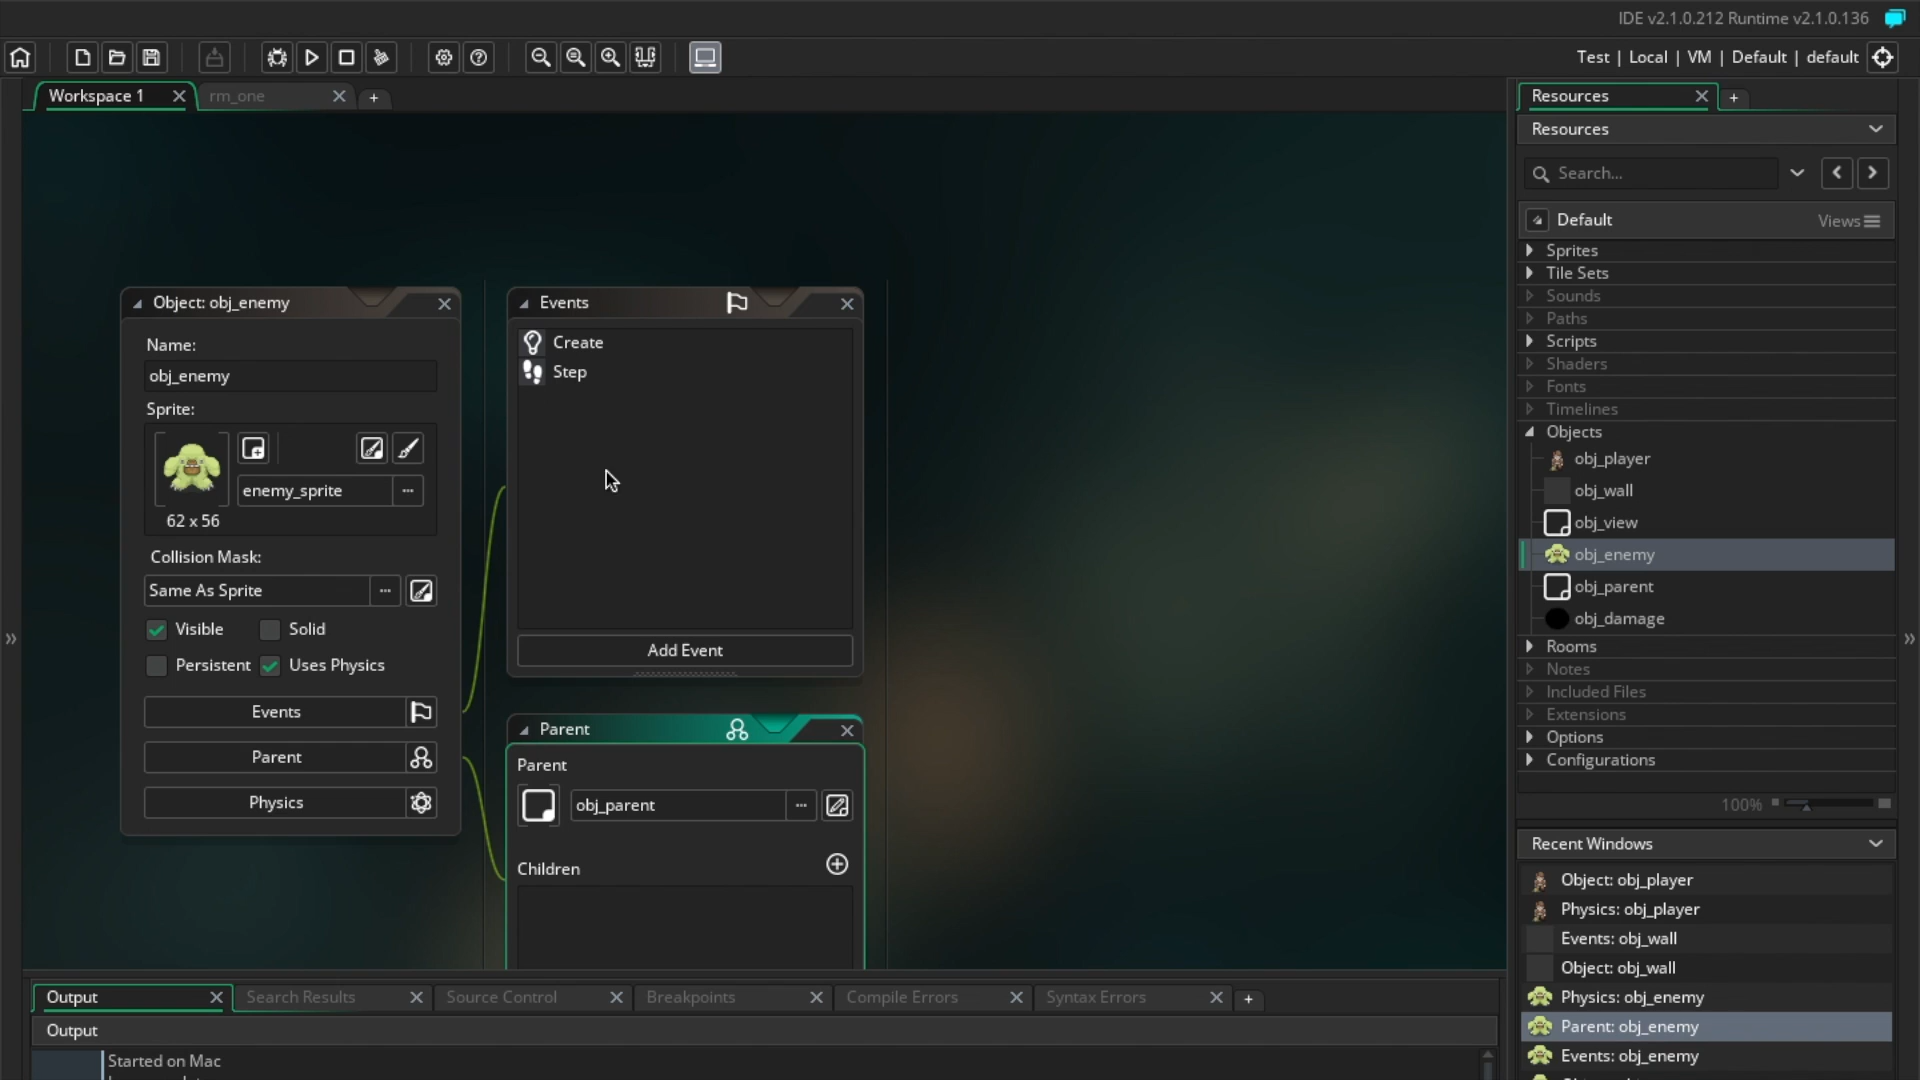 IDE v2.1.0.212 Runtime v2.1.0.136
Test | Local | VM | Default | default
Workspace 1
rm_one
Object: obj_enemy
Name:
obj_enemy
Sprite:
enemy_sprite
62 x 56
Collision Mask:
Same As Sprite
Visible
Solid
Persistent
Uses Physics
Events
Parent
Physics
Events
Create
Step
Add Event
Parent
Parent
obj_parent
Children
Output
Search Results
Source Control
Breakpoints
Compile Errors
Syntax Errors
Output
Started on Mac
Resources
Resources
Search...
Default
Views
Sprites
Tile Sets
Sounds
Paths
Scripts
Shaders
Fonts
Timelines
Objects
obj_player
obj_wall
obj_view
obj_enemy
obj_parent
obj_damage
Rooms
Notes
Included Files
Extensions
Options
Configurations
100%
Recent Windows
Object: obj_player
Physics: obj_player
Events: obj_wall
Object: obj_wall
Physics: obj_enemy
Parent: obj_enemy
Events: obj_enemy